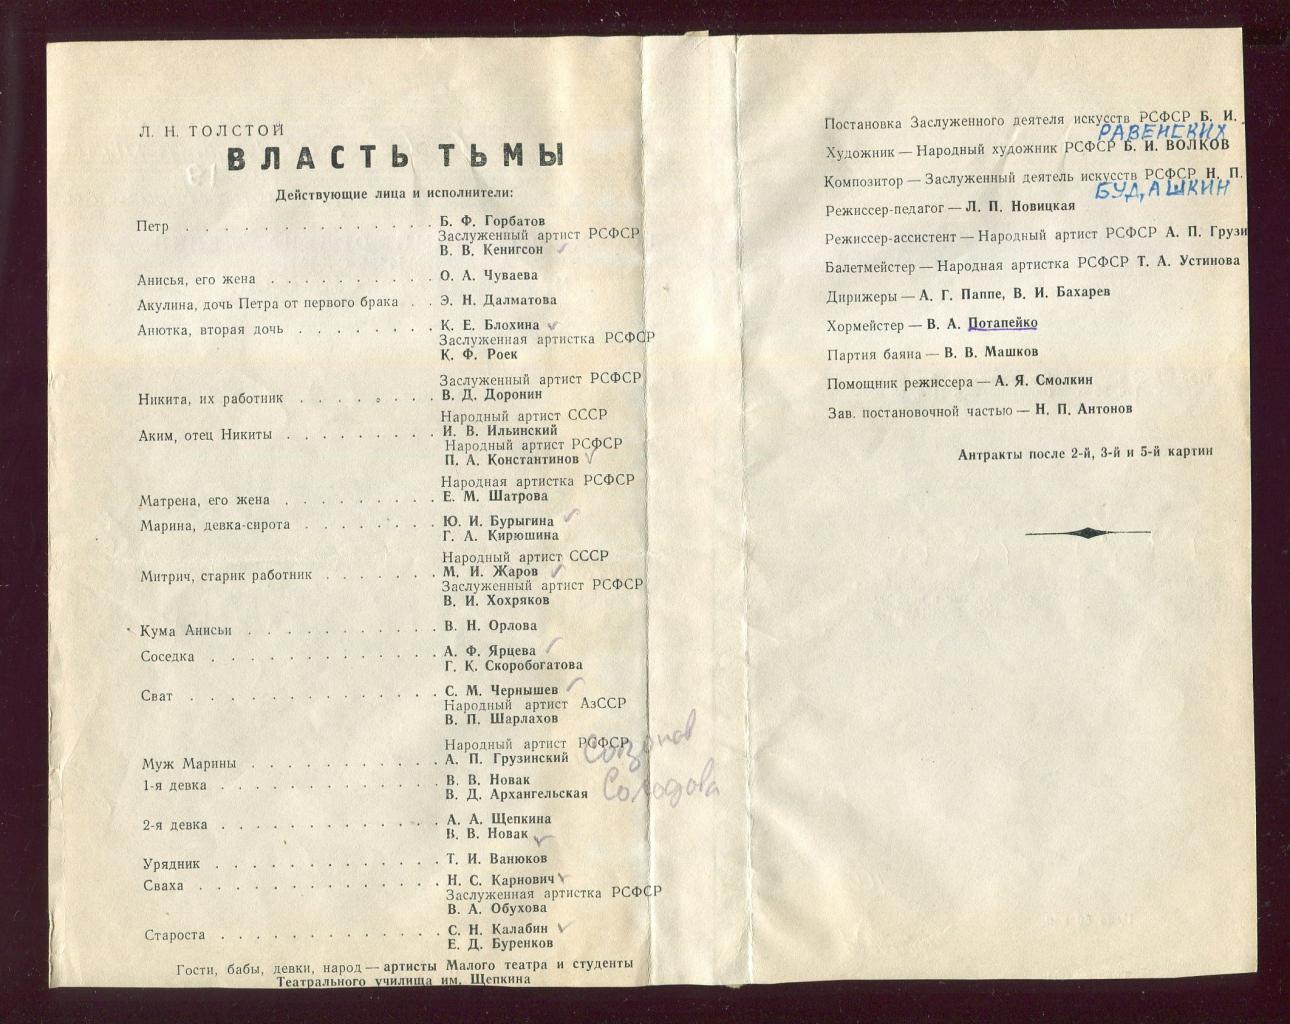 Л. Н. ТОЛСТОЙ
ВЛАСТЬ ТЬМЫ
Действующие лица и исполнители:
Петр . . . . . . . . . . . . . . Б. Ф. Горбатов
Заслуженный артист РСФСР
В. В. Кенигсон
Анисья, его жена . . . . . . . . . . О. А. Чуваева
Акулина, дочь Петра от первого брака . . Э. Н. Далматова
Анютка, вторая дочь . . . . . . . . К. Е. Блохина
Заслуженная артистка РСФСР
К. Ф. Роек
Заслуженный артист РСФСР
Никита, их работник . . . . . . . . В. Д. Доронин
Народный артист СССР
Аким, отец Никиты . . . . . . . . . И. В. Ильинский
Народный артист РСФСР
П. А. Константинов
Народная артистка РСФСР
Матрена, его жена . . . . . . . . . Е. М. Шатрова
Марина, девка-сирота . . . . . . . . Ю. И. Бурыгина
Г. А. Кирюшина
Народный артист СССР
Митрич, старик работник . . . . . . . М. И. Жаров
Заслуженный артист РСФСР
В. И. Хохряков
Кума Анисьи . . . . . . . . . . . В. Н. Орлова
Соседка . . . . . . . . . . . . . А. Ф. Ярцева
Г. К. Скоробогатова
Сват . . . . . . . . . . . . . . С. М. Чернышев
Народный артист АзССР
В. П. Шарлахов
Народный артист РСФСР
Муж Марины . . . . . . . . . . . А. П. Грузинский
1-я девка . . . . . . . . . . . . . В. В. Новак
В. Д. Архангельская Солодова
2-я девка . . . . . . . . . . . . . А. А. Щепкина
В. В. Новак
Урядник . . . . . . . . . . . . . Т. И. Ванюков
Сваха . . . . . . . . . . . . . . Н. С. Карнович
Заслуженная артистка РСФСР
В. А. Обухова
Староста . . . . . . . . . . . . . С. Н. Калабин
Е. Д. Буренков
Гости, бабы, девки, народ — артисты Малого театра и студенты
Театрального училища им. Щепкина
Постановка Заслуженного деятеля искусств РСФСР Б. И.
РАВЕНСКИХ
Художник — Народный художник РСФСР Б. И. ВОЛКОВ
Композитор — Заслуженный деятель искусств РСФСР Н. П.
БУДАШКИН
Режиссер-педагог — Л. П. Новицкая
Режиссер-ассистент — Народный артист РСФСР А. П. Грузи
Балетмейстер — Народная артистка РСФСР Т. А. Устинова
Дирижеры — А. Г. Паппе, В. И. Бахарев
Хормейстер — В. А. Потапейко
Партия баяна — В. В. Машков
Помощник режиссера — А. Я. Смолкин
Зав. постановочной частью — Н. П. Антонов
Антракты после 2-й, 3-й и 5-й картин